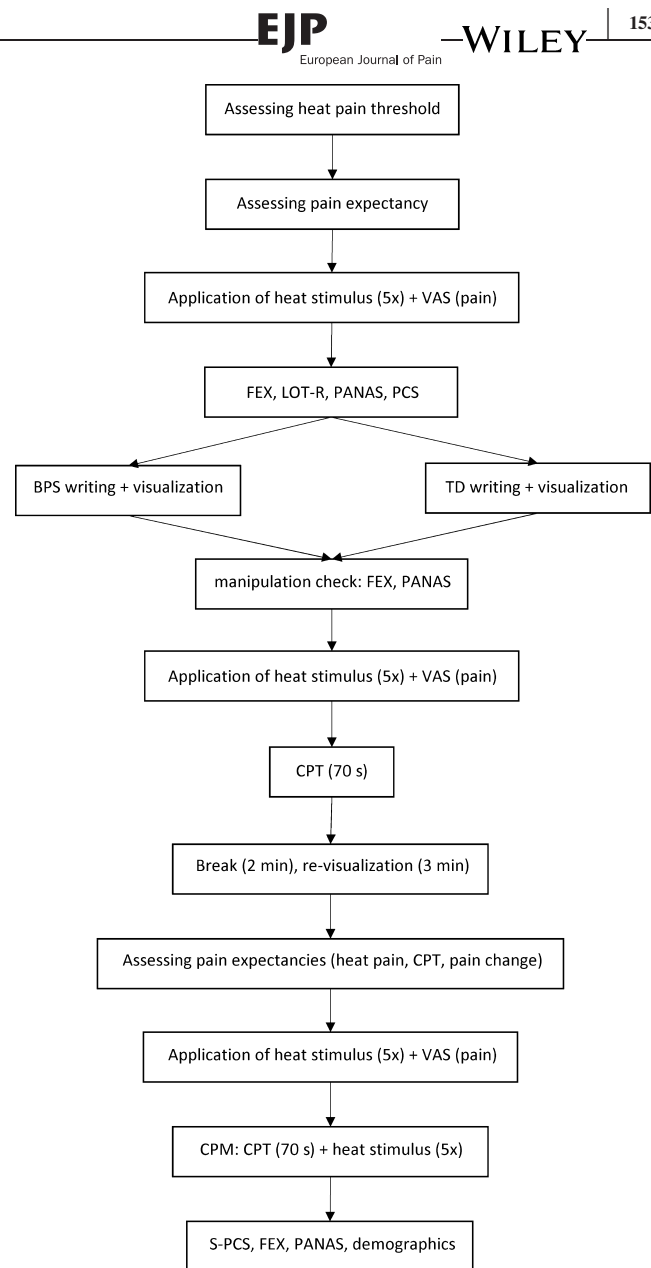 EJP
European Journal of Pain
WILEY
153
Assessing heat pain threshold
Assessing pain expectancy
Application of heat stimulus (5x) + VAS (pain)
FEX, LOT-R, PANAS, PCS
BPS writing + visualization
TD writing + visualization
manipulation check: FEX, PANAS
Application of heat stimulus (5x) + VAS (pain)
CPT (70 s)
Break (2 min), re-visualization (3 min)
Assessing pain expectancies (heat pain, CPT, pain change)
Application of heat stimulus (5x) + VAS (pain)
CPM: CPT (70 s) + heat stimulus (5x)
S-PCS, FEX, PANAS, demographics